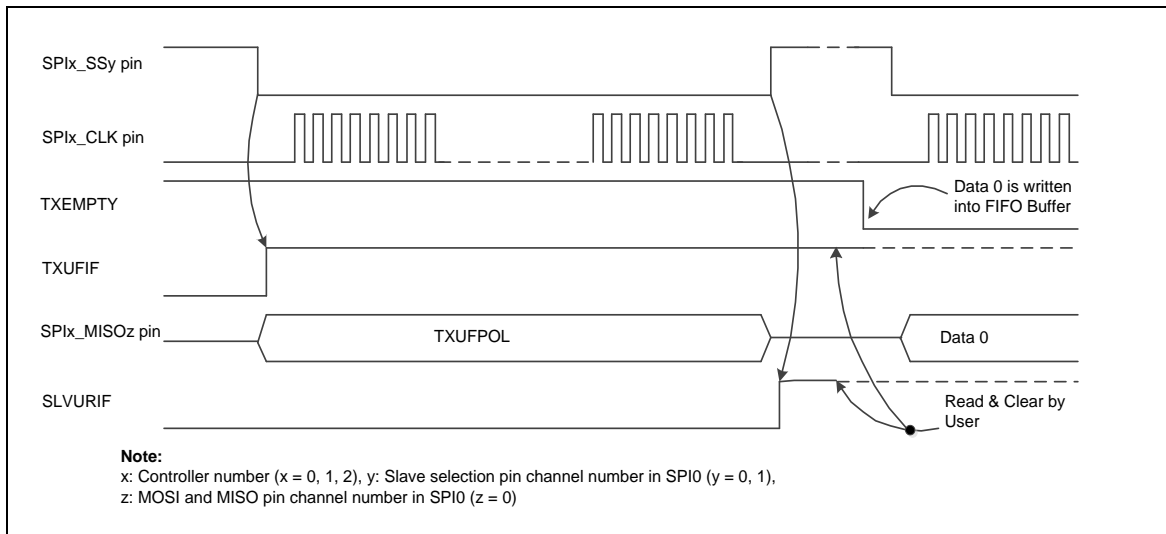 SPIx_SSy pin
SPIx_CLK pin
TXEMPTY
Data 0 is written
into FIFO Buffer
TXUFIF
SPIx_MISOz pin
TXUFPOL
Data 0
SLVURIF
Read & Clear by
User
Note:
x: Controller number (x = 0, 1, 2), y: Slave selection pin channel number in SPI0 (y = 0, 1),
z: MOSI and MISO pin channel number in SPI0 (z = 0)